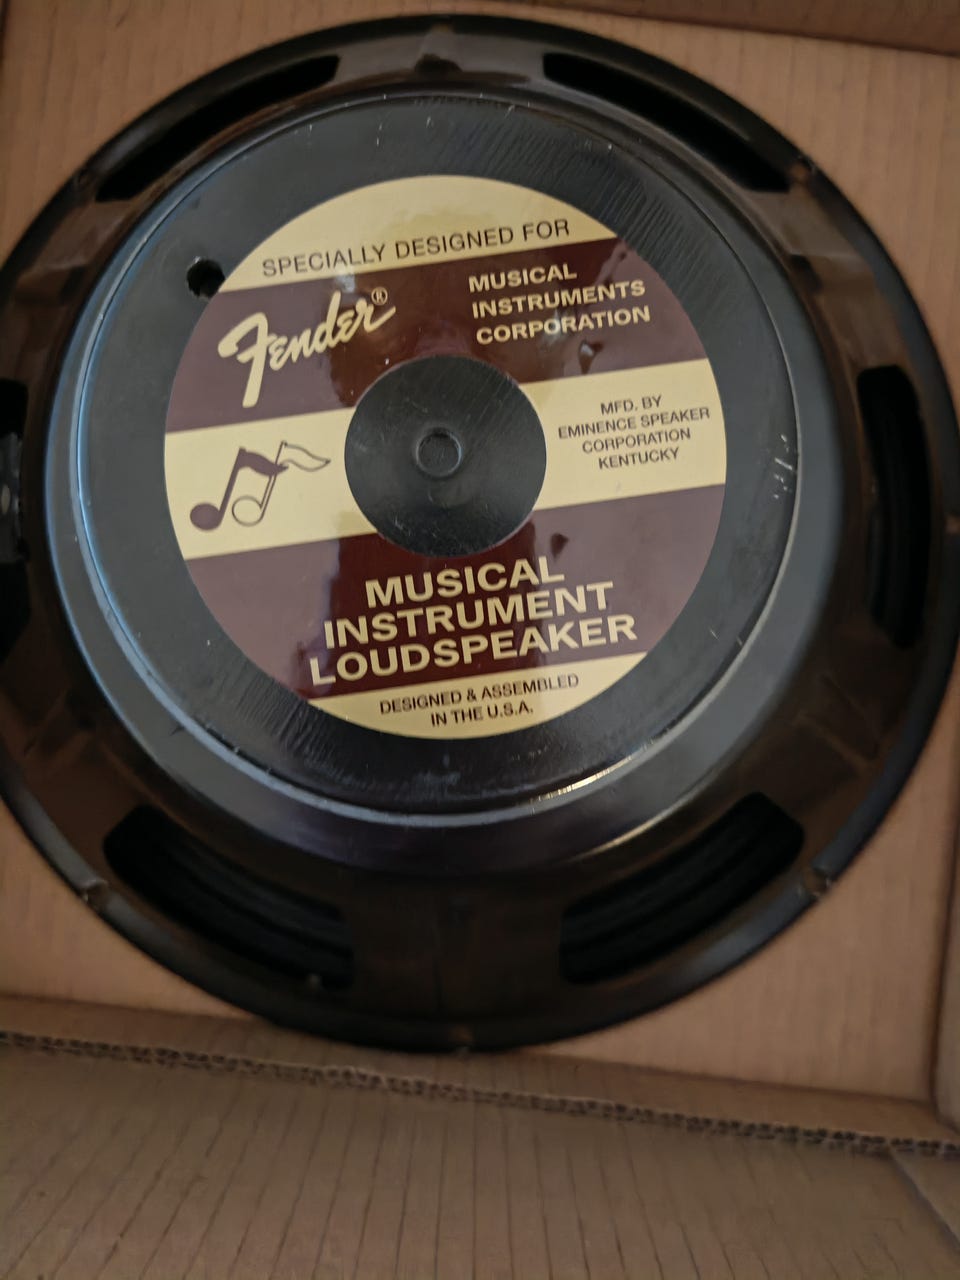 SPECIALLY DESIGNED FOR
Fender®
MUSICAL
INSTRUMENTS
CORPORATION
MFD. BY
EMINENCE SPEAKER
CORPORATION
KENTUCKY
MUSICAL
INSTRUMENT
LOUDSPEAKER
DESIGNED & ASSEMBLED
IN THE U.S.A.